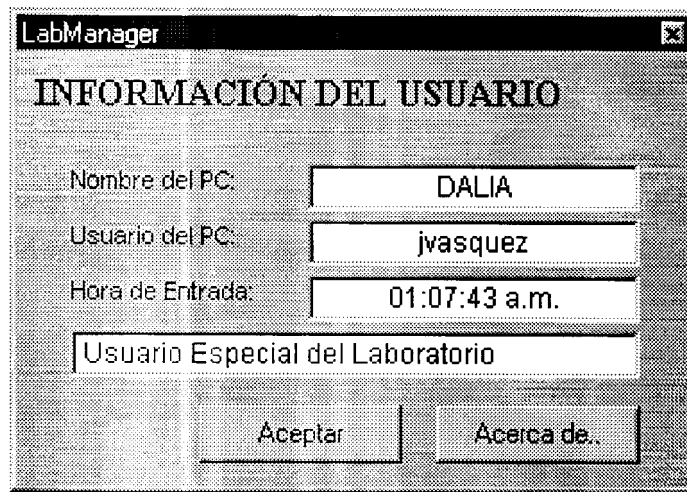 LabManager
INFORMACIÓN DEL USUARIO
Nombre del PC: DALIA
Usuario del PC: jvasquez
Hora de Entrada: 01:07:43 a.m.
Usuario Especial del Laboratorio
Aceptar Acerca de..